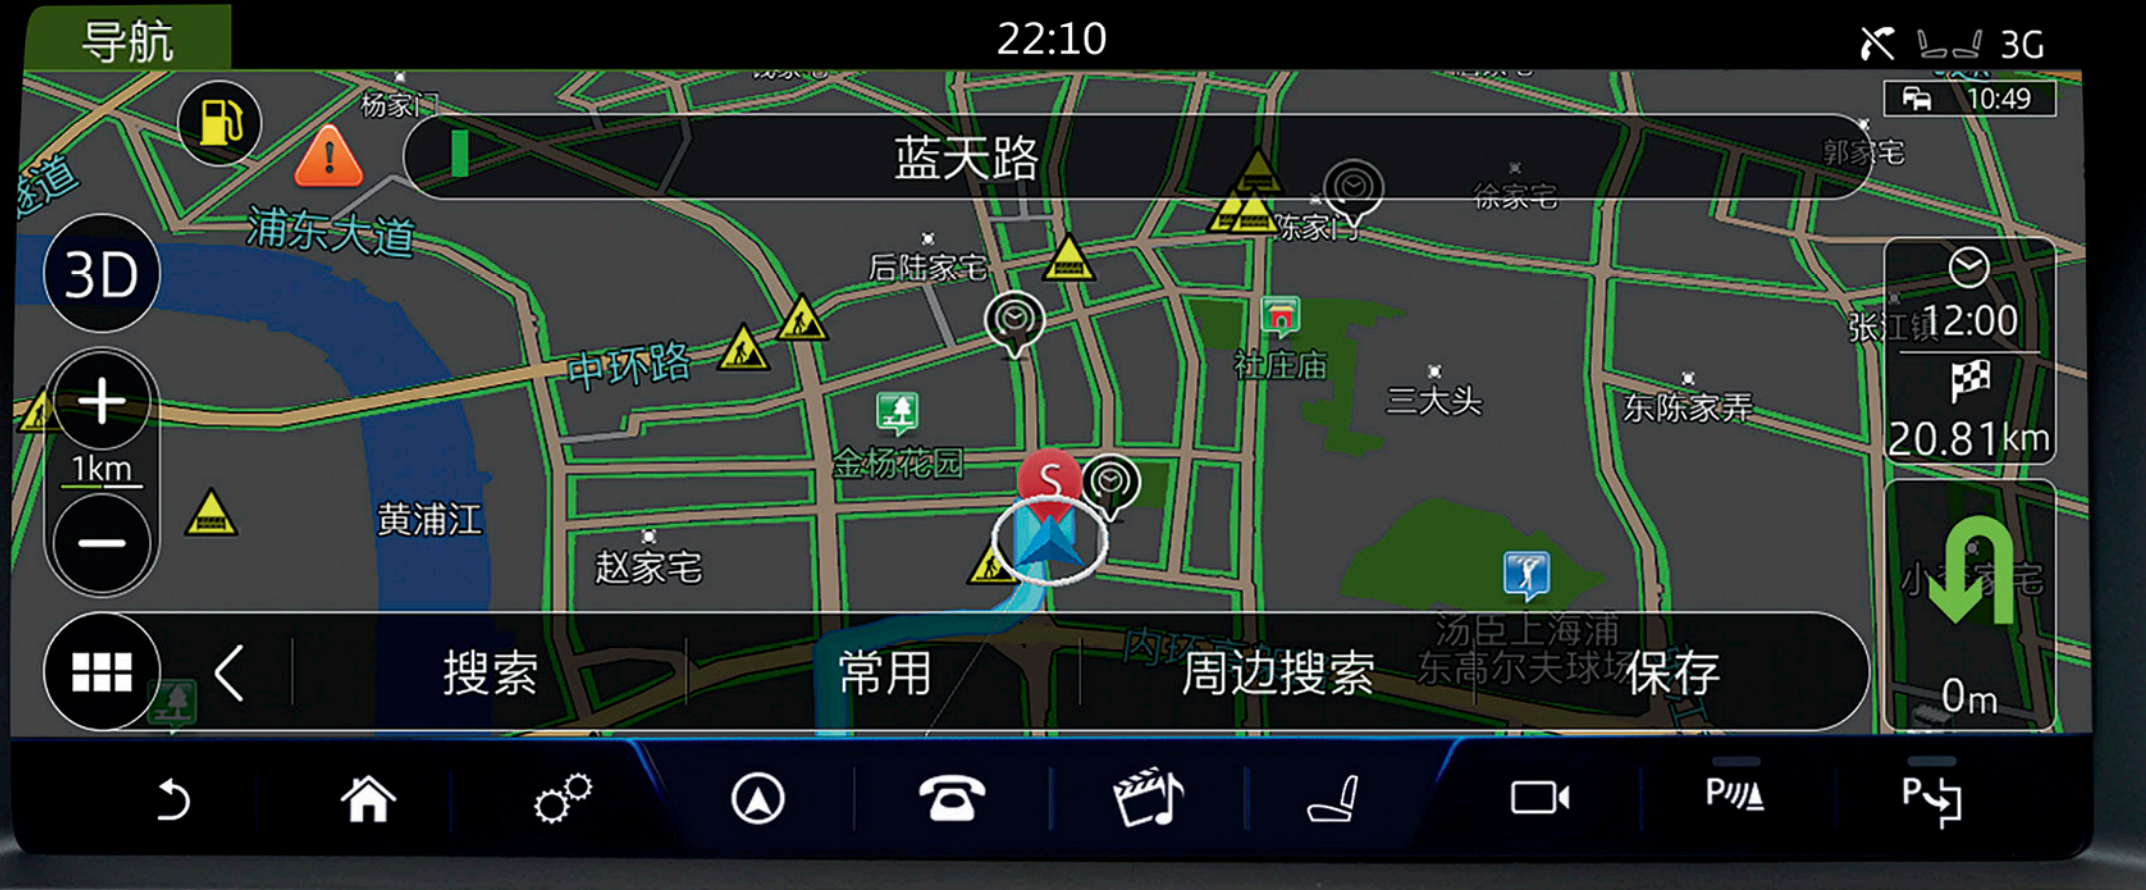 导航
22:10
3G
10:49
杨家门
蓝天路
郭家宅
隧道
徐家宅
浦东大道
陈家门
3D
后陆家宅
12:00
张江镇
中环路
社庄庙
三大头
东陈家弄
20.81km
金杨花园
1km
S
黄浦江
赵家宅
汤臣上海浦
东高尔夫球场
搜索
常用
周边搜索
保存
0m
P
P